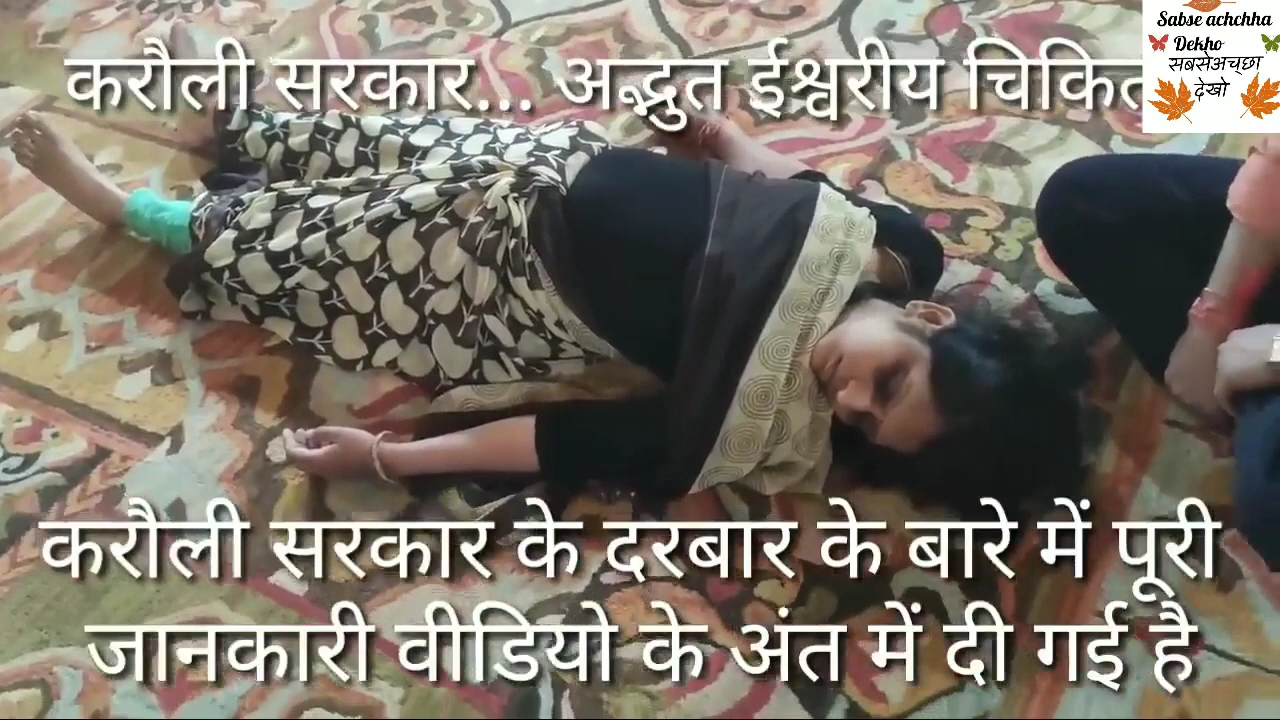 करौली सरकार... अद्भुत ईश्वरीय
Sabse achchha
Dekho
सबसेअच्छा
देखो
करौली सरकार के दरबार के बारे में पूरी
जानकारी वीडियो के अंत में दी गई है